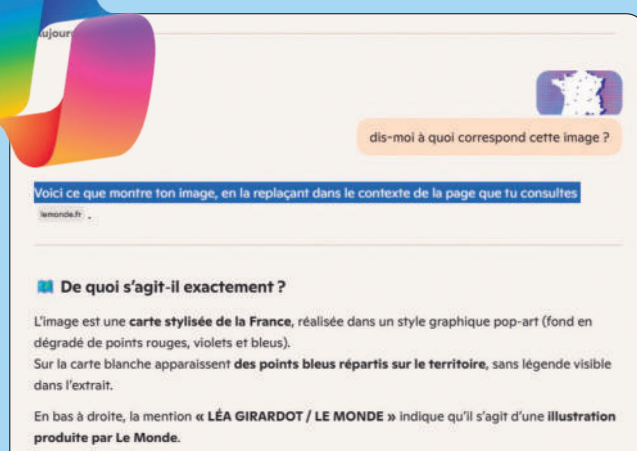 ujour
dis-moi à quoi correspond cette image ?
Voici ce que montre ton image, en la replaçant dans le contexte de la page que tu consultes
lemonde.fr .
De quoi s'agit-il exactement ?
L'image est une carte stylisée de la France, réalisée dans un style graphique pop-art (fond en
dégradé de points rouges, violets et bleus).
Sur la carte blanche apparaissent des points bleus répartis sur le territoire, sans légende visible
dans l'extrait.
En bas à droite, la mention « LÉA GIRARDOT / LE MONDE » indique qu'il s'agit d'une illustration
produite par Le Monde.